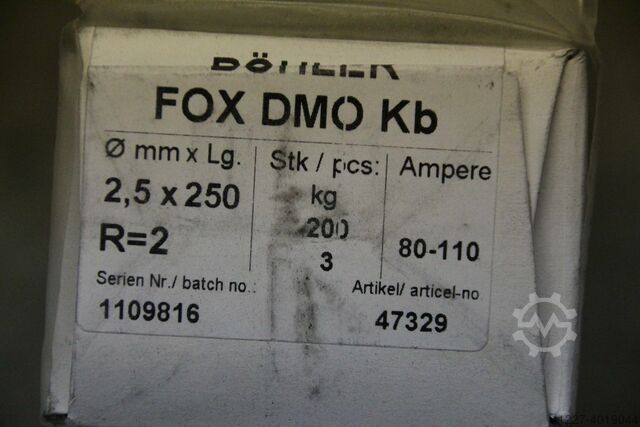 BÖHLER
FOX DMO Kb
Ø mm x Lg.
2,5 x 250
R=2
Stk / pcs:
kg
200
3
Ampere
80-110
Serien Nr./ batch no.:
1109816
Artikel/ articel-no
47329